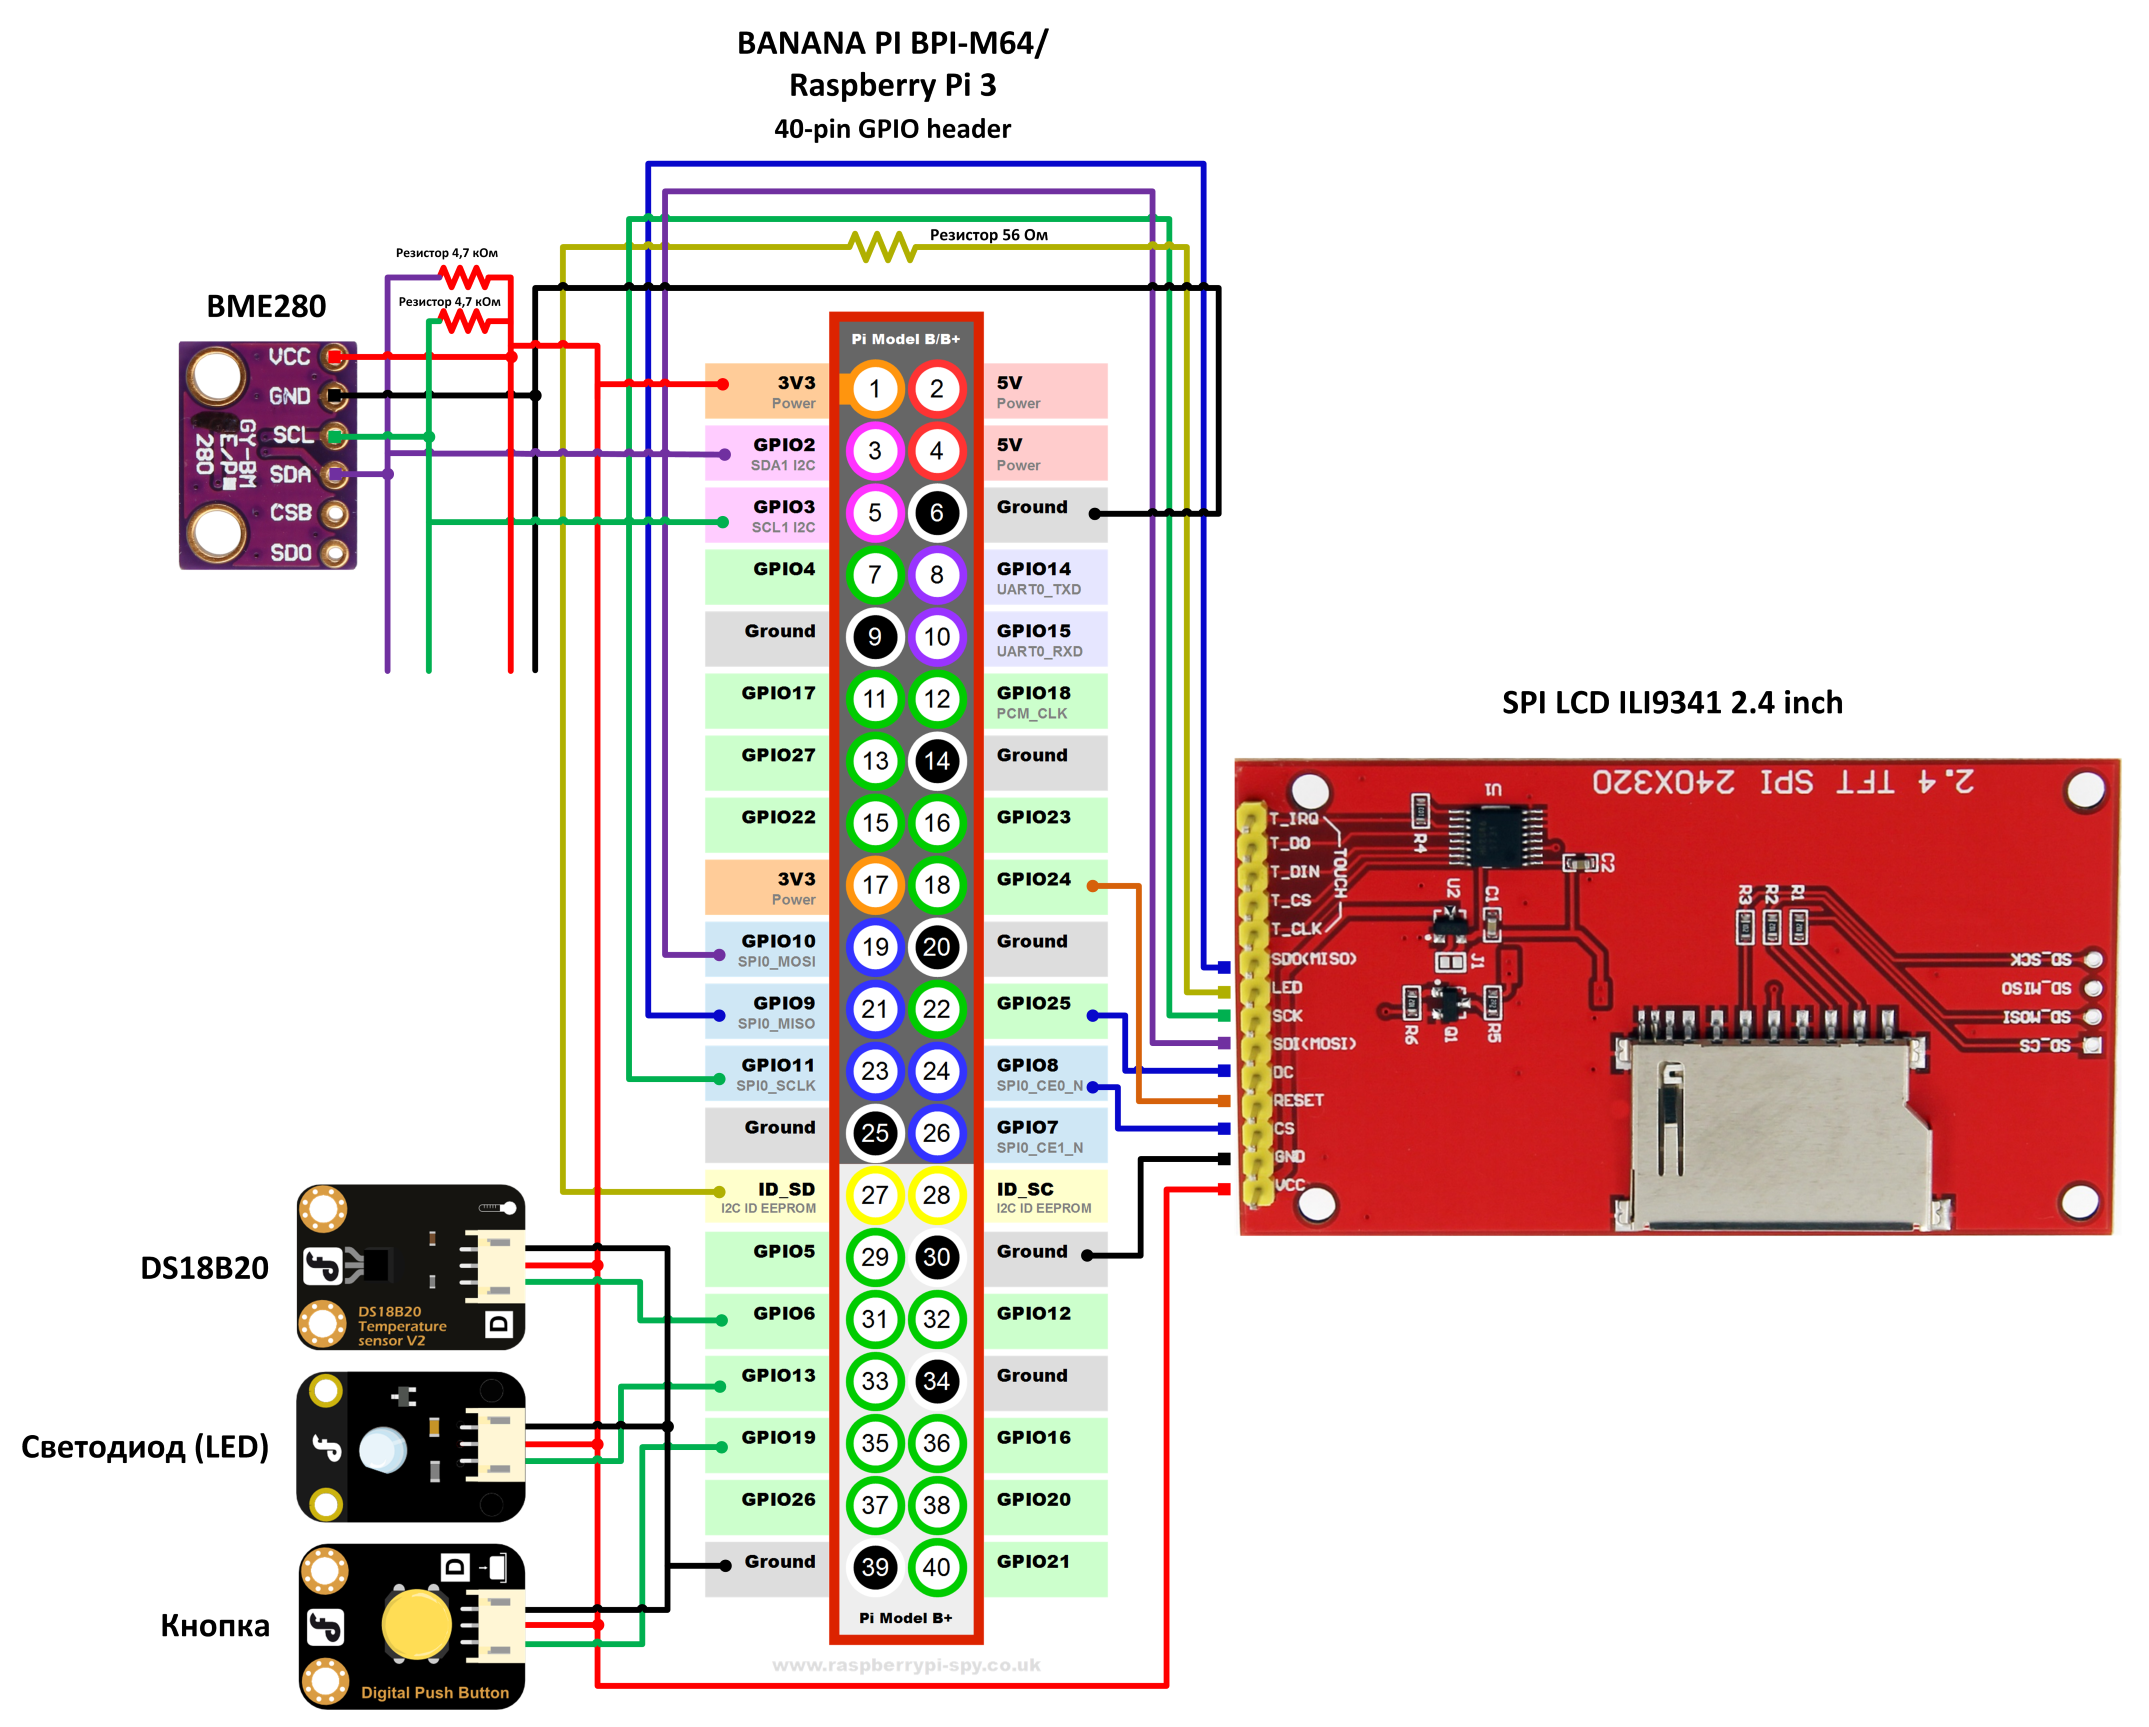 BANANA PI BPI-M64/
Raspberry Pi 3
40-pin GPIO header
Резистор 56 Ом
Резистор 4,7 кОм
Резистор 4,7 кОм
BME280
VCC
GND
SCL
SDA
CSB
SDO
GY-BM
E/P
280
Pi Model B/B+
3V3
Power
1
2
5V
Power
GPIO2
SDA1 I2C
3
4
5V
Power
GPIO3
SCL1 I2C
5
6
Ground
GPIO4
7
8
GPIO14
UART0_TXD
Ground
9
10
GPIO15
UART0_RXD
GPIO17
11
12
GPIO18
PCM_CLK
GPIO27
13
14
Ground
GPIO22
15
16
GPIO23
3V3
Power
17
18
GPIO24
GPIO10
SPI0_MOSI
19
20
Ground
GPIO9
SPI0_MISO
21
22
GPIO25
GPIO11
SPI0_SCLK
23
24
GPIO8
SPI0_CE0_N
Ground
25
26
GPIO7
SPI0_CE1_N
ID_SD
I2C ID EEPROM
27
28
ID_SC
I2C ID EEPROM
GPIO5
29
30
Ground
GPIO6
31
32
GPIO12
GPIO13
33
34
Ground
GPIO19
35
36
GPIO16
GPIO26
37
38
GPIO20
Ground
39
40
GPIO21
Pi Model B+
www.raspberrypi-spy.co.uk
SPI LCD ILI9341 2.4 inch
2.4 TFT SPI 240X320
T_IRQ
T_DO
T_DIN
T_CS
T_CLK
TOUCH
SDO(MISO)
LED
SCK
SDI(MOSI)
DC
RESET
CS
GND
VCC
U1
R4
C2
U2
C1
J1
R6
Q1
R5
R3
R2
R1
SD_SCK
SD_MISO
SD_MOSI
SD_CS
DS18B20
DS18B20
Temperature
sensor V2
D
Светодиод (LED)
Кнопка
D
Digital Push Button